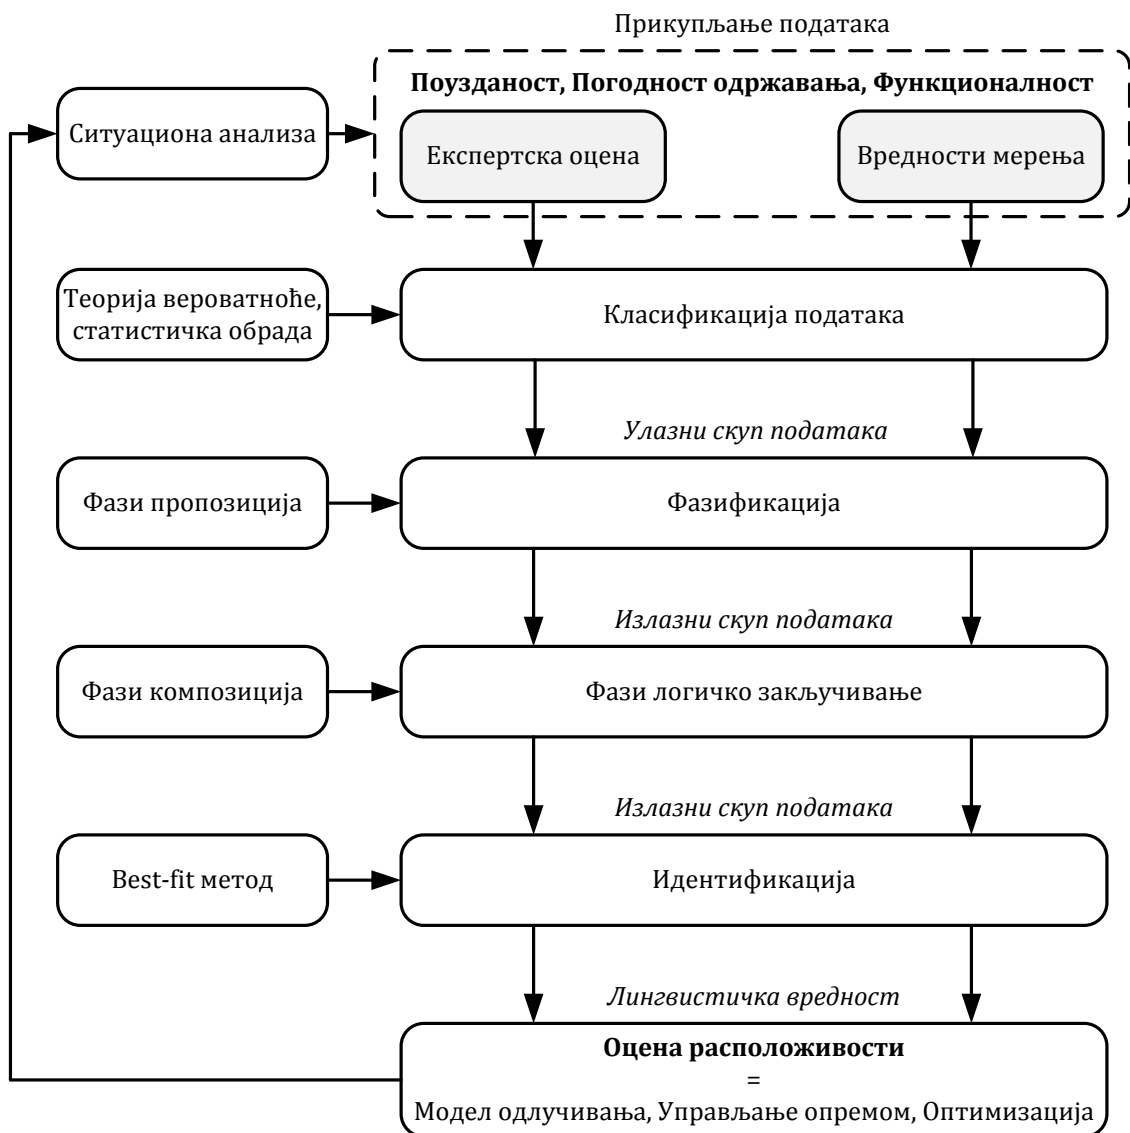 Прикупљање података
Поузданост, Погодност одржавања, Функционалност
Ситуациона анализа
Експертска оцена
Вредности мерења
Теорија вероватноће,
статистичка обрада
Класификација података
Улазни скуп података
Фази пропозиција
Фазификација
Излазни скуп података
Фази композиција
Фази логичко закључивање
Излазни скуп података
Best-fit метод
Идентификација
Лингвистичка вредност
Оцена расположивости
=
Модел одлучивања, Управљање опремом, Оптимизација